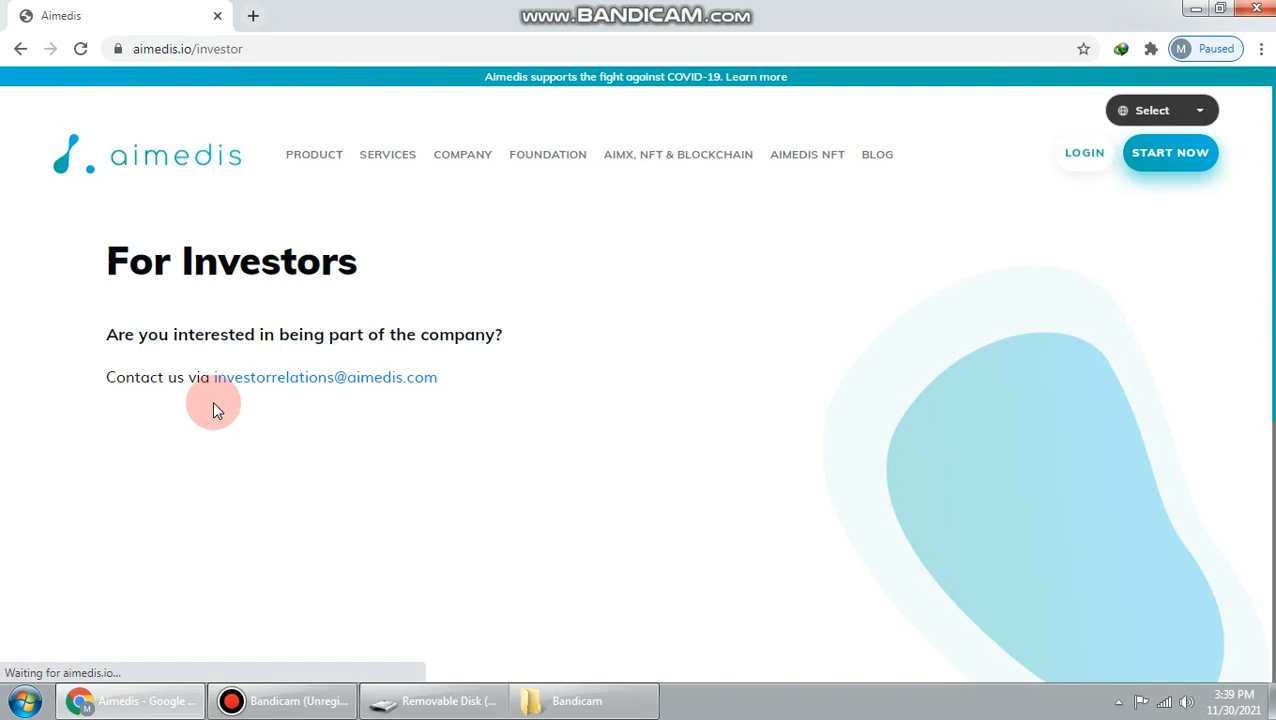 www.BANDICAM.com
Aimedis
aimedis.io/investor
M Paused
Aimedis supports the fight against COVID-19. Learn more
Select
aimedis
PRODUCT SERVICES COMPANY FOUNDATION AIMX, NFT & BLOCKCHAIN AIMEDIS NFT BLOG
LOGIN START NOW
For Investors
Are you interested in being part of the company?
Contact us via investorrelations@aimedis.com
Waiting for aimedis.io...
Aimedis - Google ... Bandicam (Unregi... Removable Disk (... Bandicam
3:39 PM
11/30/2021